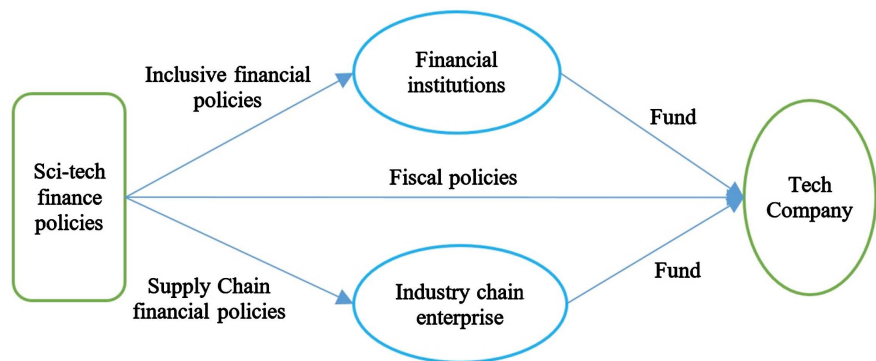 Sci-tech
finance
policies
Inclusive financial
policies
Financial
institutions
Fund
Fiscal policies
Supply Chain
financial policies
Industry chain
enterprise
Fund
Tech
Company